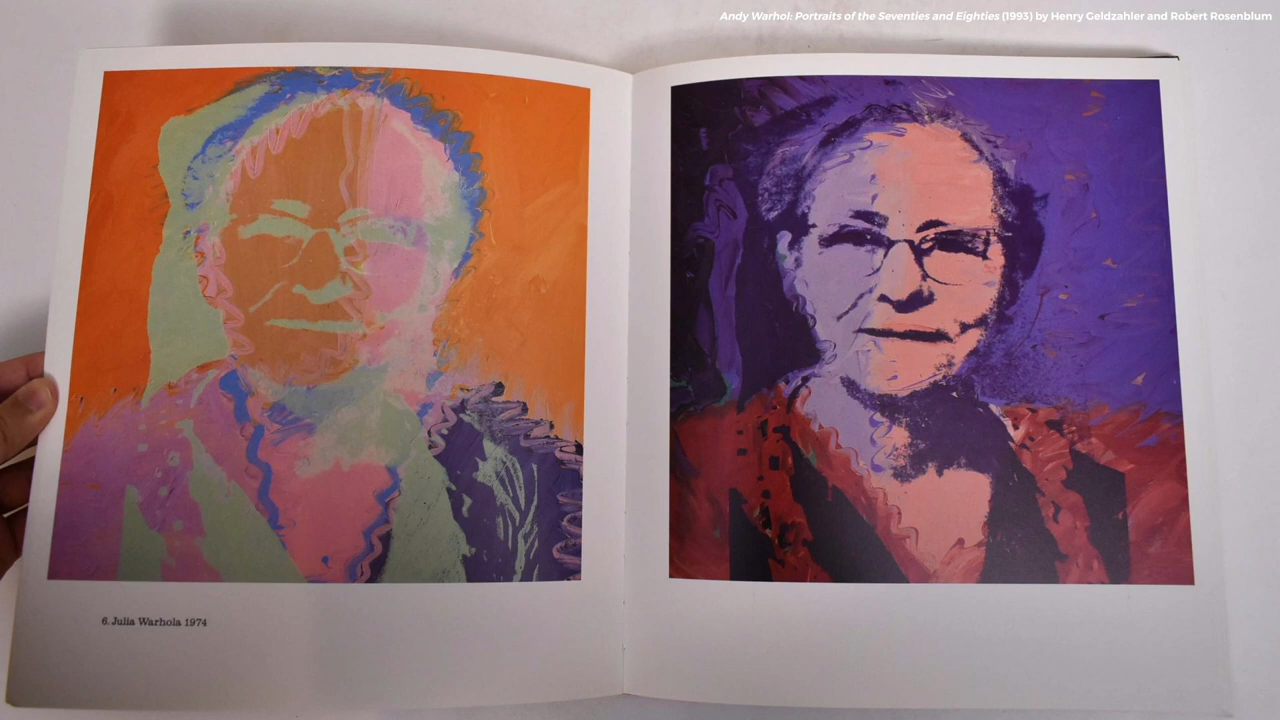 Andy Warhol: Portraits of the Seventies and Eighties (1993) by Henry Geldzahler and Robert Rosenblum
6. Julia Warhola 1974